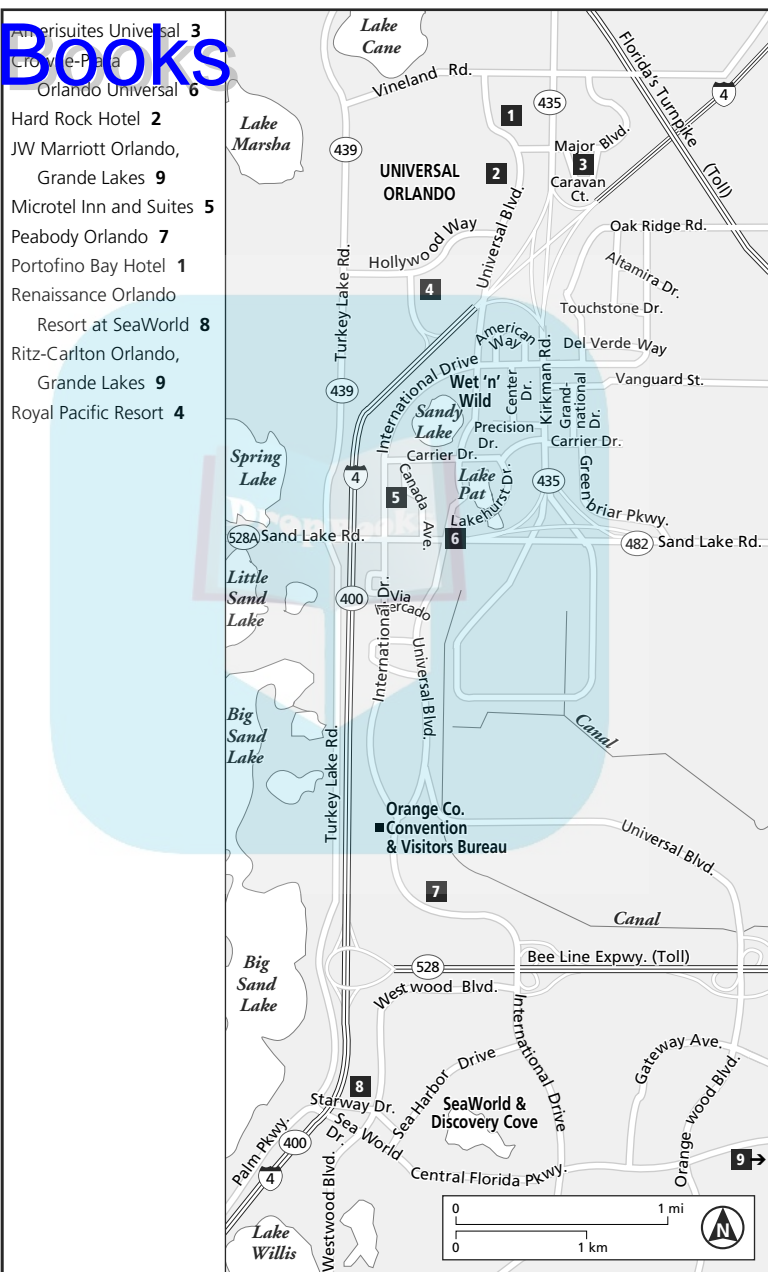 Amerisuites Universal 3
Books
Crowne-Plaza
Orlando Universal 6
Hard Rock Hotel 2
JW Marriott Orlando,
Grande Lakes 9
Microtel Inn and Suites 5
Peabody Orlando 7
Portofino Bay Hotel 1
Renaissance Orlando
Resort at SeaWorld 8
Ritz-Carlton Orlando,
Grande Lakes 9
Royal Pacific Resort 4
Lake
Cane
Vineland Rd.
Florida's Turnpike (Toll)
4
435
1
Lake
Marsha
439
Major Blvd.
3
Caravan
Ct.
UNIVERSAL
ORLANDO
2
Universal Blvd.
Oak Ridge Rd.
Hollywood Way
Turkey Lake Rd.
Altamira Dr.
4
Touchstone Dr.
American
Way
Del Verde Way
International Drive
Kirkman Rd.
439
Wet 'n'
Wild
Center
Dr.
Grand-
national
Dr.
Vanguard St.
Sandy
Lake
Precision
Dr.
Carrier Dr.
Carrier Dr.
Spring
Lake
4
Canada Ave.
5
Lake
Pat
Lakehurst Dr.
435
Greenbriar Pkwy.
DropBooks
528A
Sand Lake Rd.
6
482
Sand Lake Rd.
Little
Sand
Lake
400
Via
Mercado
International Dr.
Universal Blvd.
Big
Sand
Lake
Canal
Turkey Lake Rd.
Orange Co.
Convention
& Visitors Bureau
Universal Blvd.
7
Canal
Big
Sand
Lake
528
Bee Line Expwy. (Toll)
Westwood Blvd.
International Drive
Gateway Ave.
Orangewood Blvd.
8
Starway Dr.
Sea Harbor Drive
SeaWorld &
Discovery Cove
Sea World
Dr.
Palm Pkwy.
400
4
Westwood Blvd.
Central Florida Pkwy.
9
Lake
Willis
0 1 mi
0 1 km
N